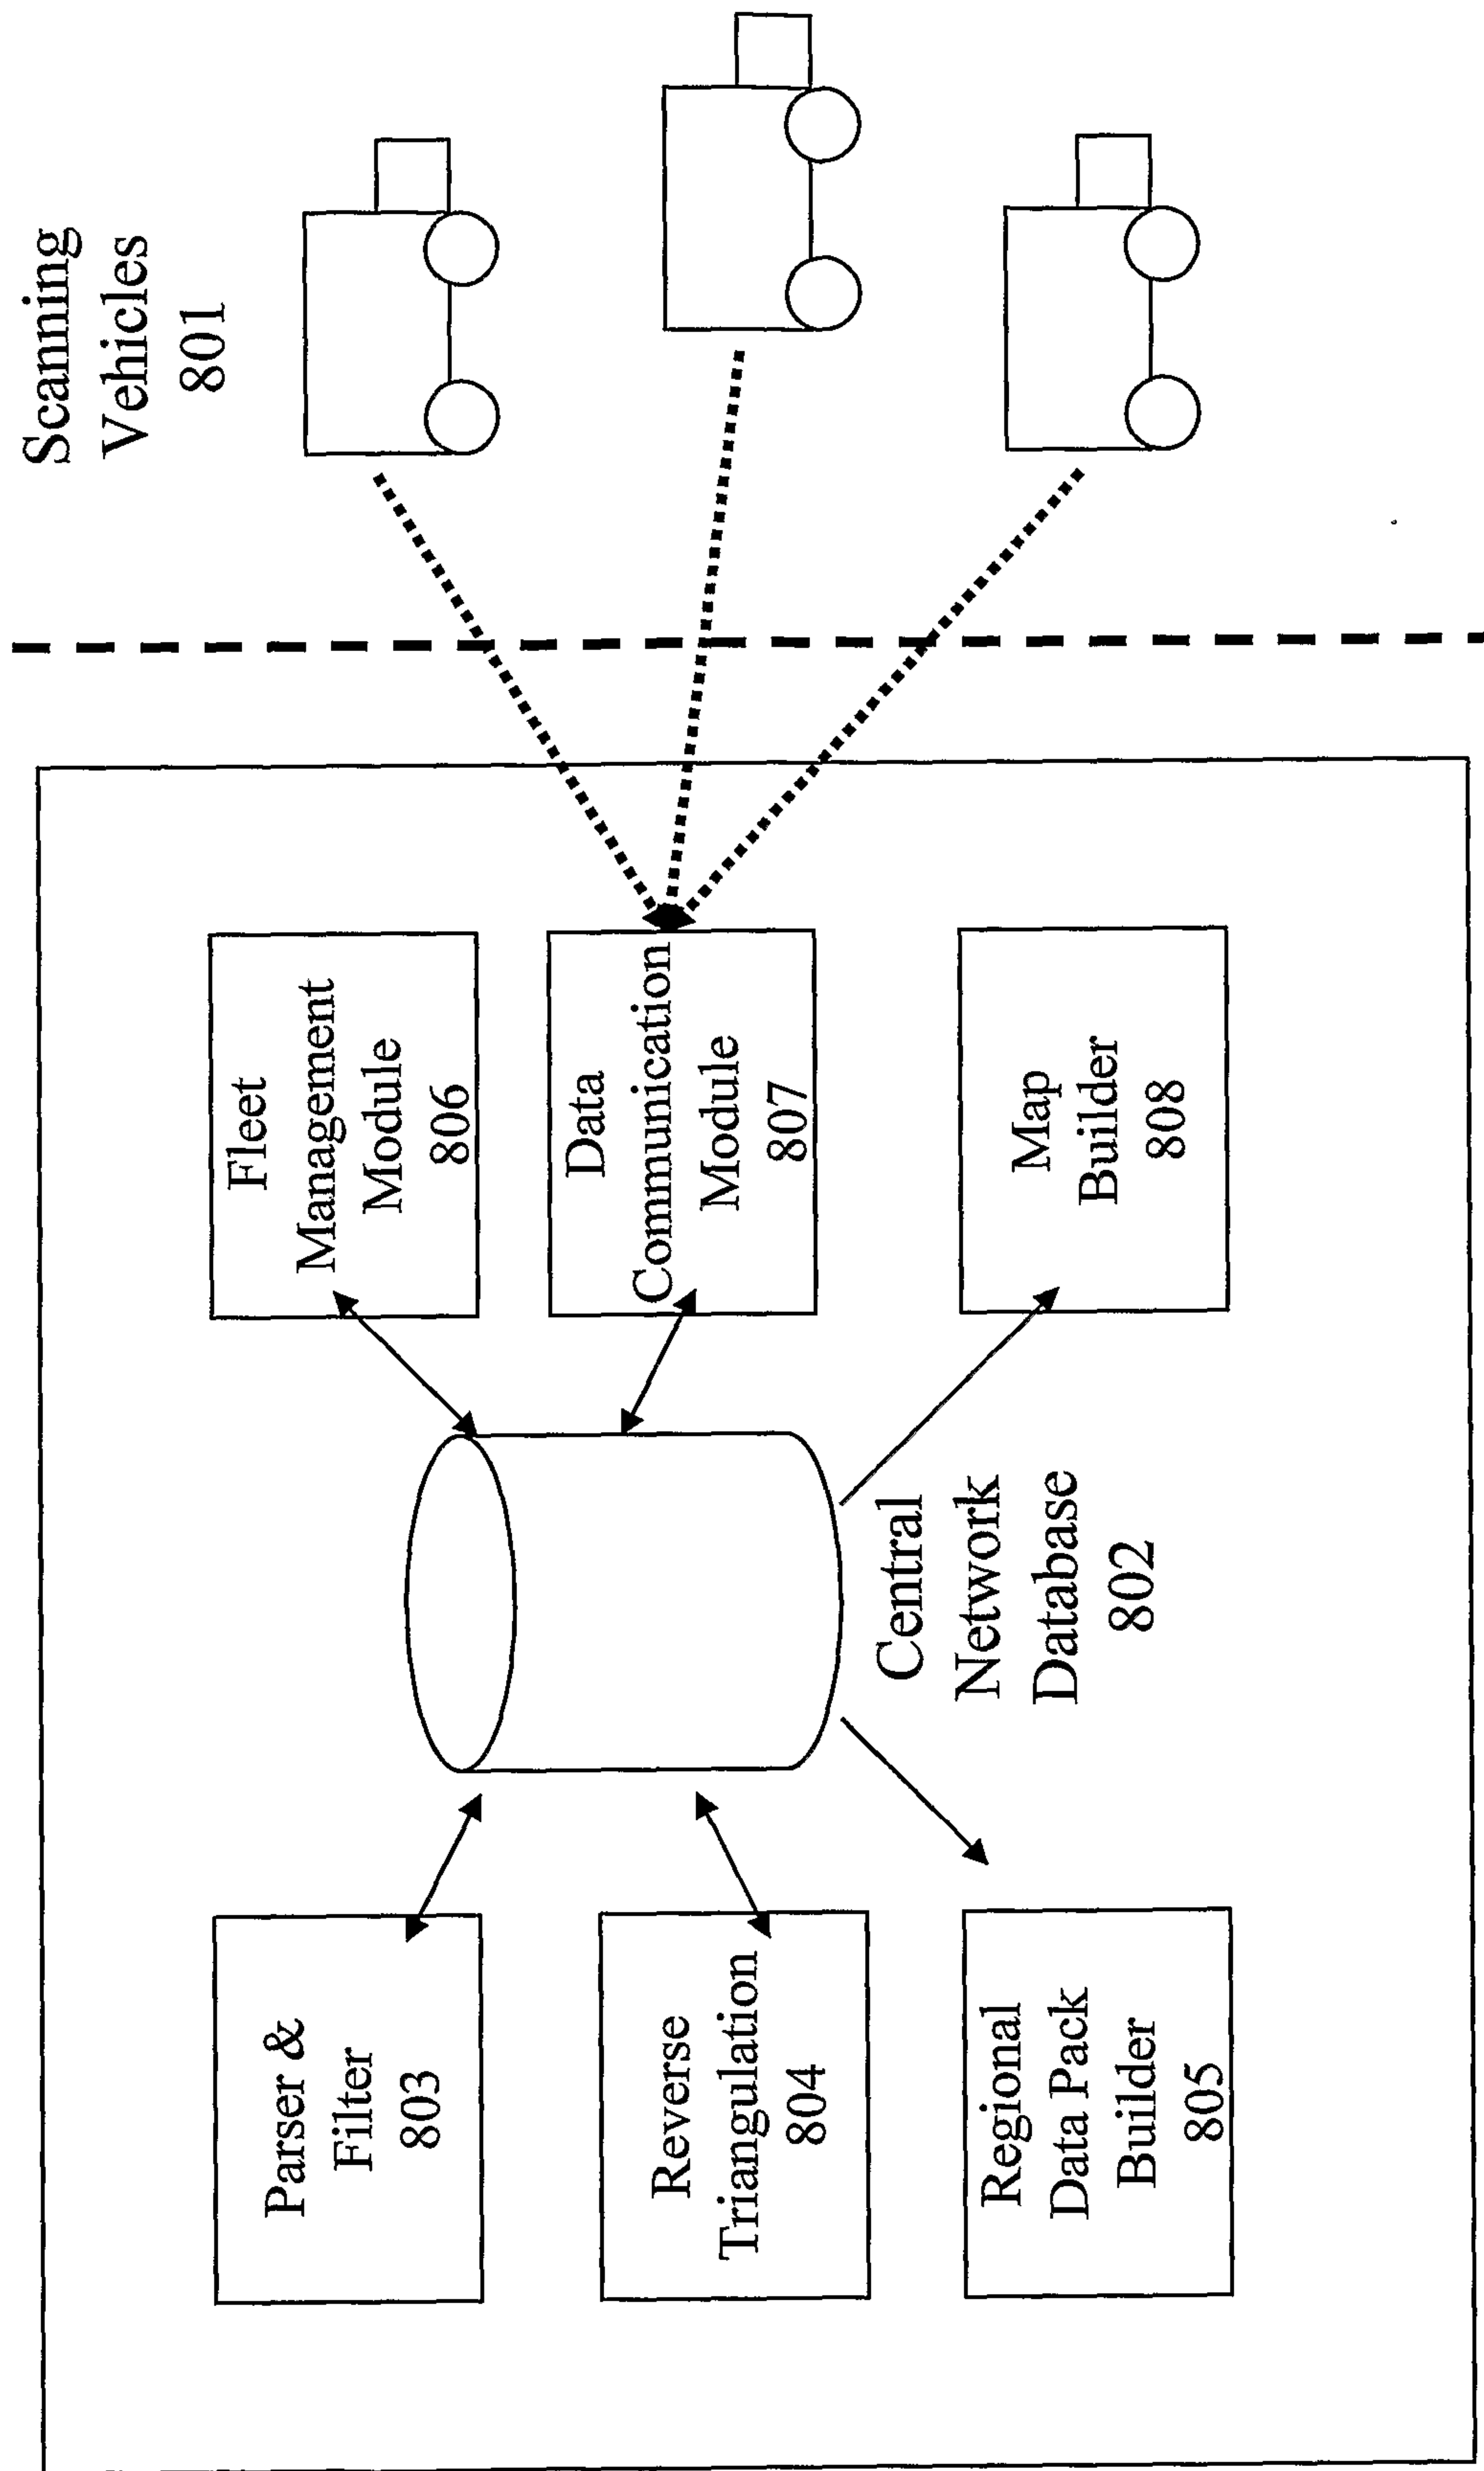 Scanning
Vehicles
801
Parser &
Filter
803
Reverse
Triangulation
804
Regional
Data Pack
Builder
805
Central
Network
Database
802
Fleet
Management
Module
806
Data
Communication
Module
807
Map
Builder
808